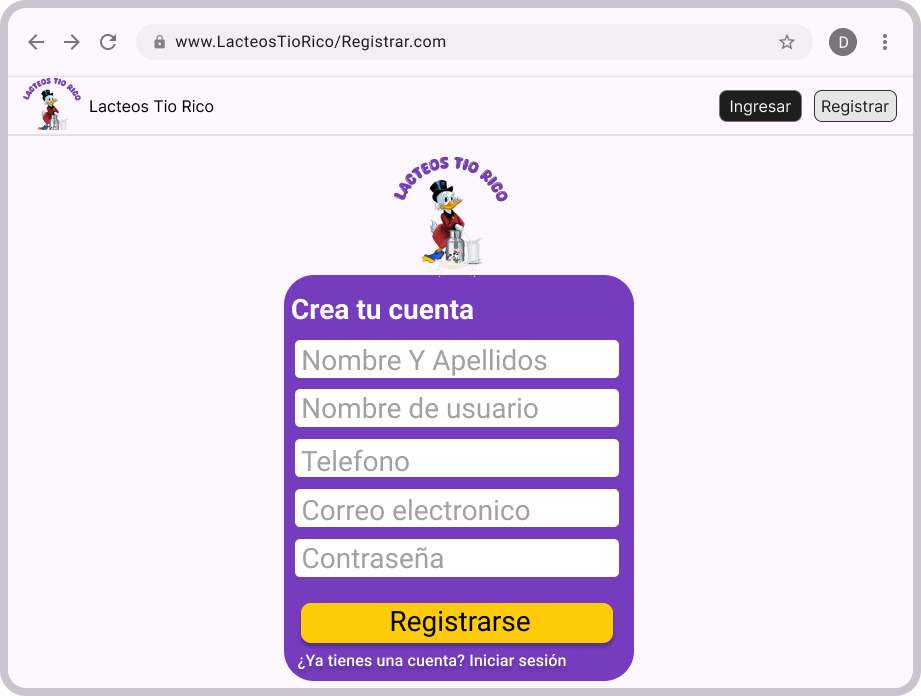 www.LacteosTioRico/Registrar.com
D
LACTEOS TIO RICO
Lacteos Tio Rico
Ingresar
Registrar
LACTEOS TIO RICO
Crea tu cuenta
Nombre Y Apellidos
Nombre de usuario
Telefono
Correo electronico
Contraseña
Registrarse
¿Ya tienes una cuenta? Iniciar sesión